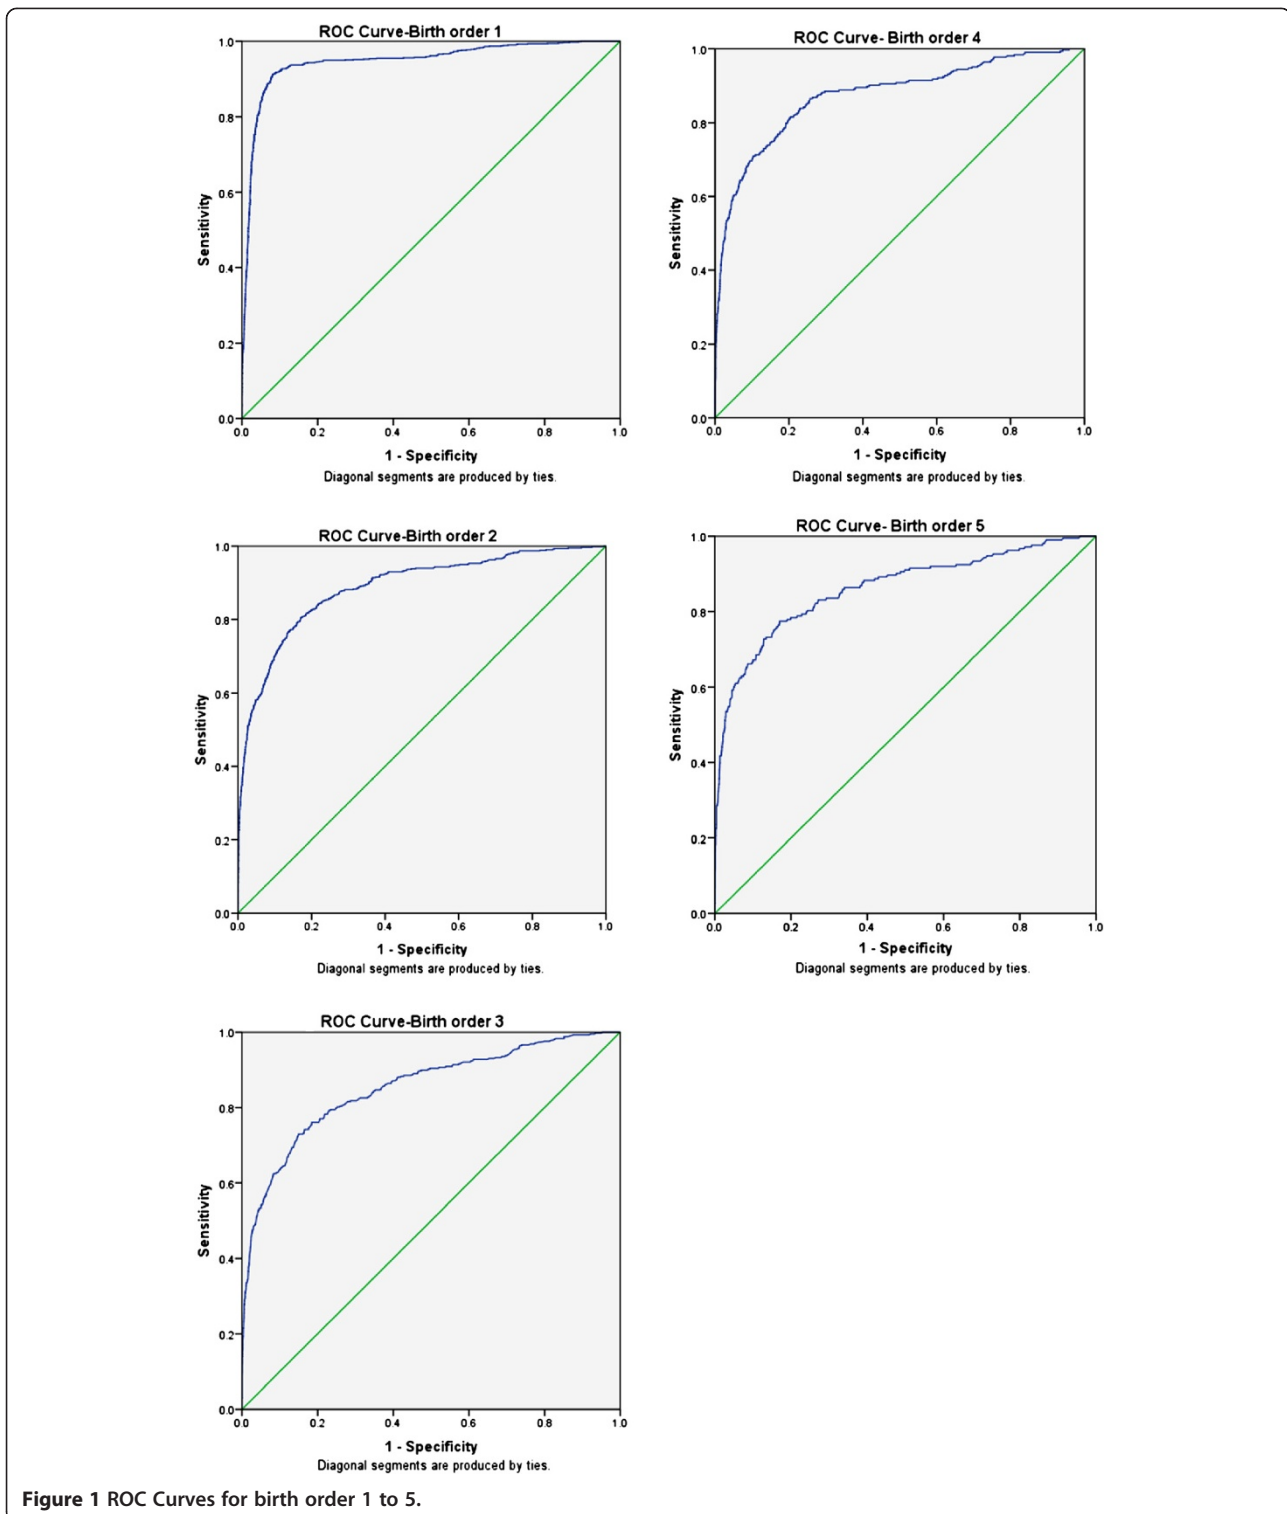 ROC Curve-Birth order 1
1.0
0.8
0.6
0.4
0.2
0.0
Sensitivity
0.0 0.2 0.4 0.6 0.8 1.0
1 - Specificity
Diagonal segments are produced by ties.
ROC Curve- Birth order 4
1.0
0.8
0.6
0.4
0.2
0.0
Sensitivity
0.0 0.2 0.4 0.6 0.8 1.0
1 - Specificity
Diagonal segments are produced by ties.
ROC Curve-Birth order 2
1.0
0.8
0.6
0.4
0.2
0.0
Sensitivity
0.0 0.2 0.4 0.6 0.8 1.0
1 - Specificity
Diagonal segments are produced by ties.
ROC Curve- Birth order 5
1.0
0.8
0.6
0.4
0.2
0.0
Sensitivity
0.0 0.2 0.4 0.6 0.8 1.0
1 - Specificity
Diagonal segments are produced by ties.
ROC Curve-Birth order 3
1.0
0.8
0.6
0.4
0.2
0.0
Sensitivity
0.0 0.2 0.4 0.6 0.8 1.0
1 - Specificity
Diagonal segments are produced by ties.
Figure 1 ROC Curves for birth order 1 to 5.